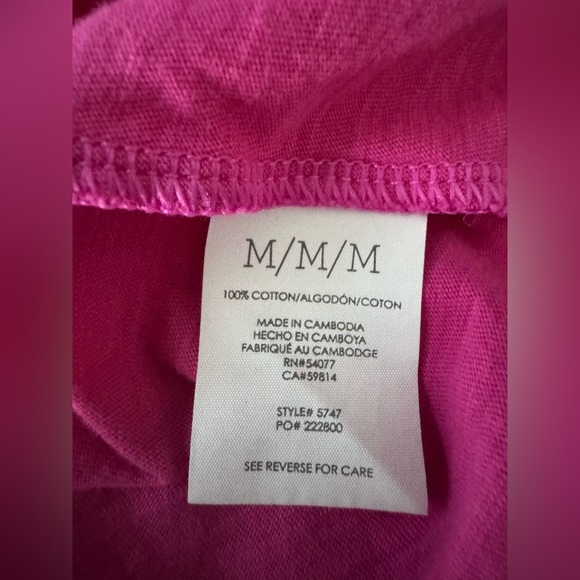 M/M/M
100% COTTON/ALGODÓN/COTON
MADE IN CAMBODIA
HECHO EN CAMBOYA
FABRIQUÉ AU CAMBODGE
RN#54077
CA#59814
STYLE# 5747
PO# 222800
SEE REVERSE FOR CARE